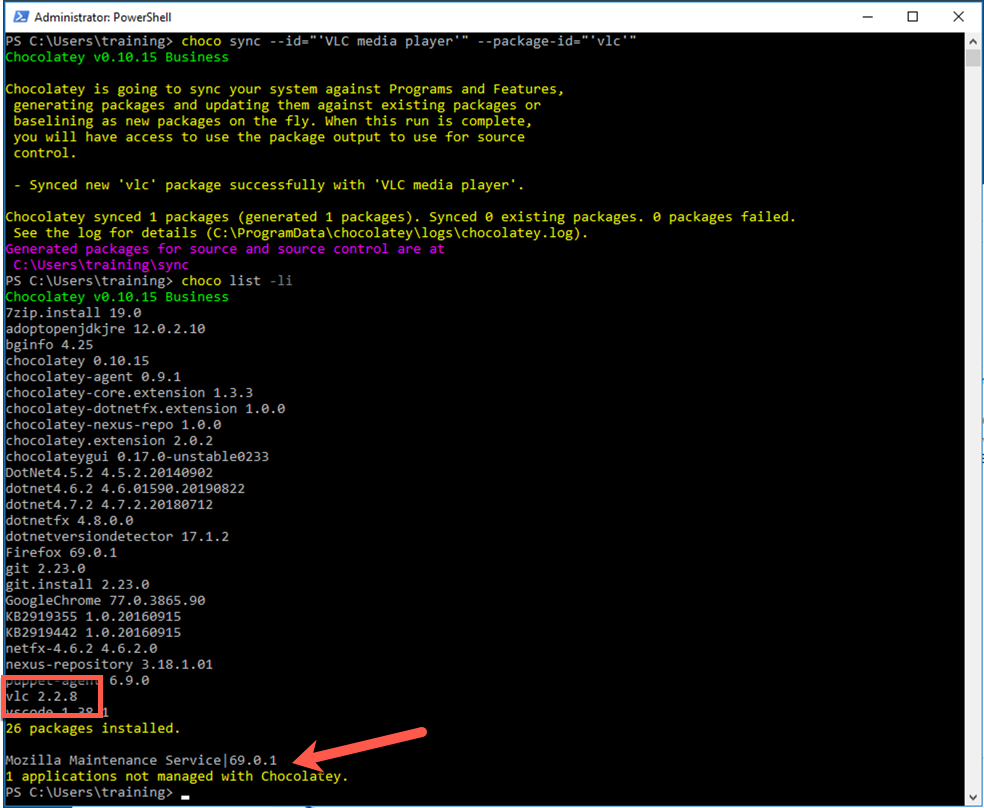 Administrator: PowerShell
PS C:\Users\training> choco sync --id="'VLC media player'" --package-id="'vlc'"
Chocolatey v0.10.15 Business
Chocolatey is going to sync your system against Programs and Features,
generating packages and updating them against existing packages or
baselining as new packages on the fly. When this run is complete,
you will have access to use the package output to use for source
control.
- Synced new 'vlc' package successfully with 'VLC media player'.
Chocolatey synced 1 packages (generated 1 packages). Synced 0 existing packages. 0 packages failed.
See the log for details (C:\ProgramData\chocolatey\logs\chocolatey.log).
Generated packages for source and source control are at
C:\Users\training\sync
PS C:\Users\training> choco list -li
Chocolatey v0.10.15 Business
7zip.install 19.0
adoptopenjdkjre 12.0.2.10
bginfo 4.25
chocolatey 0.10.15
chocolatey-agent 0.9.1
chocolatey-core.extension 1.3.3
chocolatey-dotnetfx.extension 1.0.0
chocolatey-nexus-repo 1.0.0
chocolatey.extension 2.0.2
chocolateygui 0.17.0-unstable0233
DotNet4.5.2 4.5.2.20140902
dotnet4.6.2 4.6.01590.20190822
dotnet4.7.2 4.7.2.20180712
dotnetfx 4.8.0.0
dotnetversiondetector 17.1.2
Firefox 69.0.1
git 2.23.0
git.install 2.23.0
GoogleChrome 77.0.3865.90
KB2919355 1.0.20160915
KB2919442 1.0.20160915
netfx-4.6.2 4.6.2.0
nexus-repository 3.18.1.01
puppet-agent 6.9.0
vlc 2.2.8
vscode 1.38.1
26 packages installed.
Mozilla Maintenance Service|69.0.1
1 applications not managed with Chocolatey.
PS C:\Users\training>